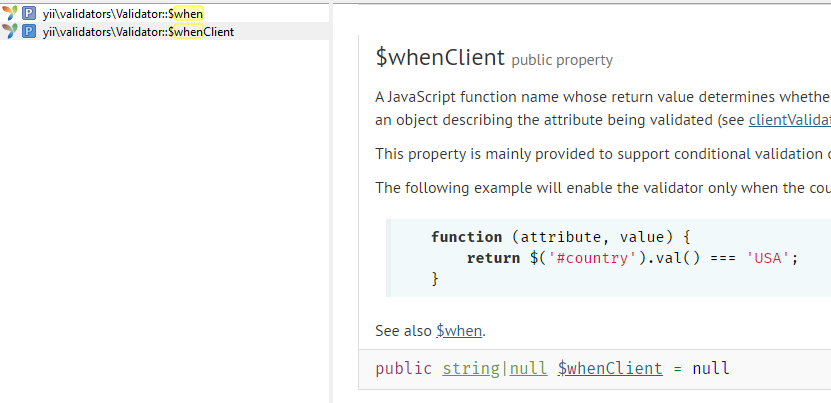 P yii\validators\Validator::$when
P yii\validators\Validator::$whenClient
$whenClient public property
A JavaScript function name whose return value determines whethe
an object describing the attribute being validated (see clientValida
This property is mainly provided to support conditional validation
The following example will enable the validator only when the cou
function (attribute, value) {
return $('#country').val() === 'USA';
}
See also $when.
public string|null $whenClient = null